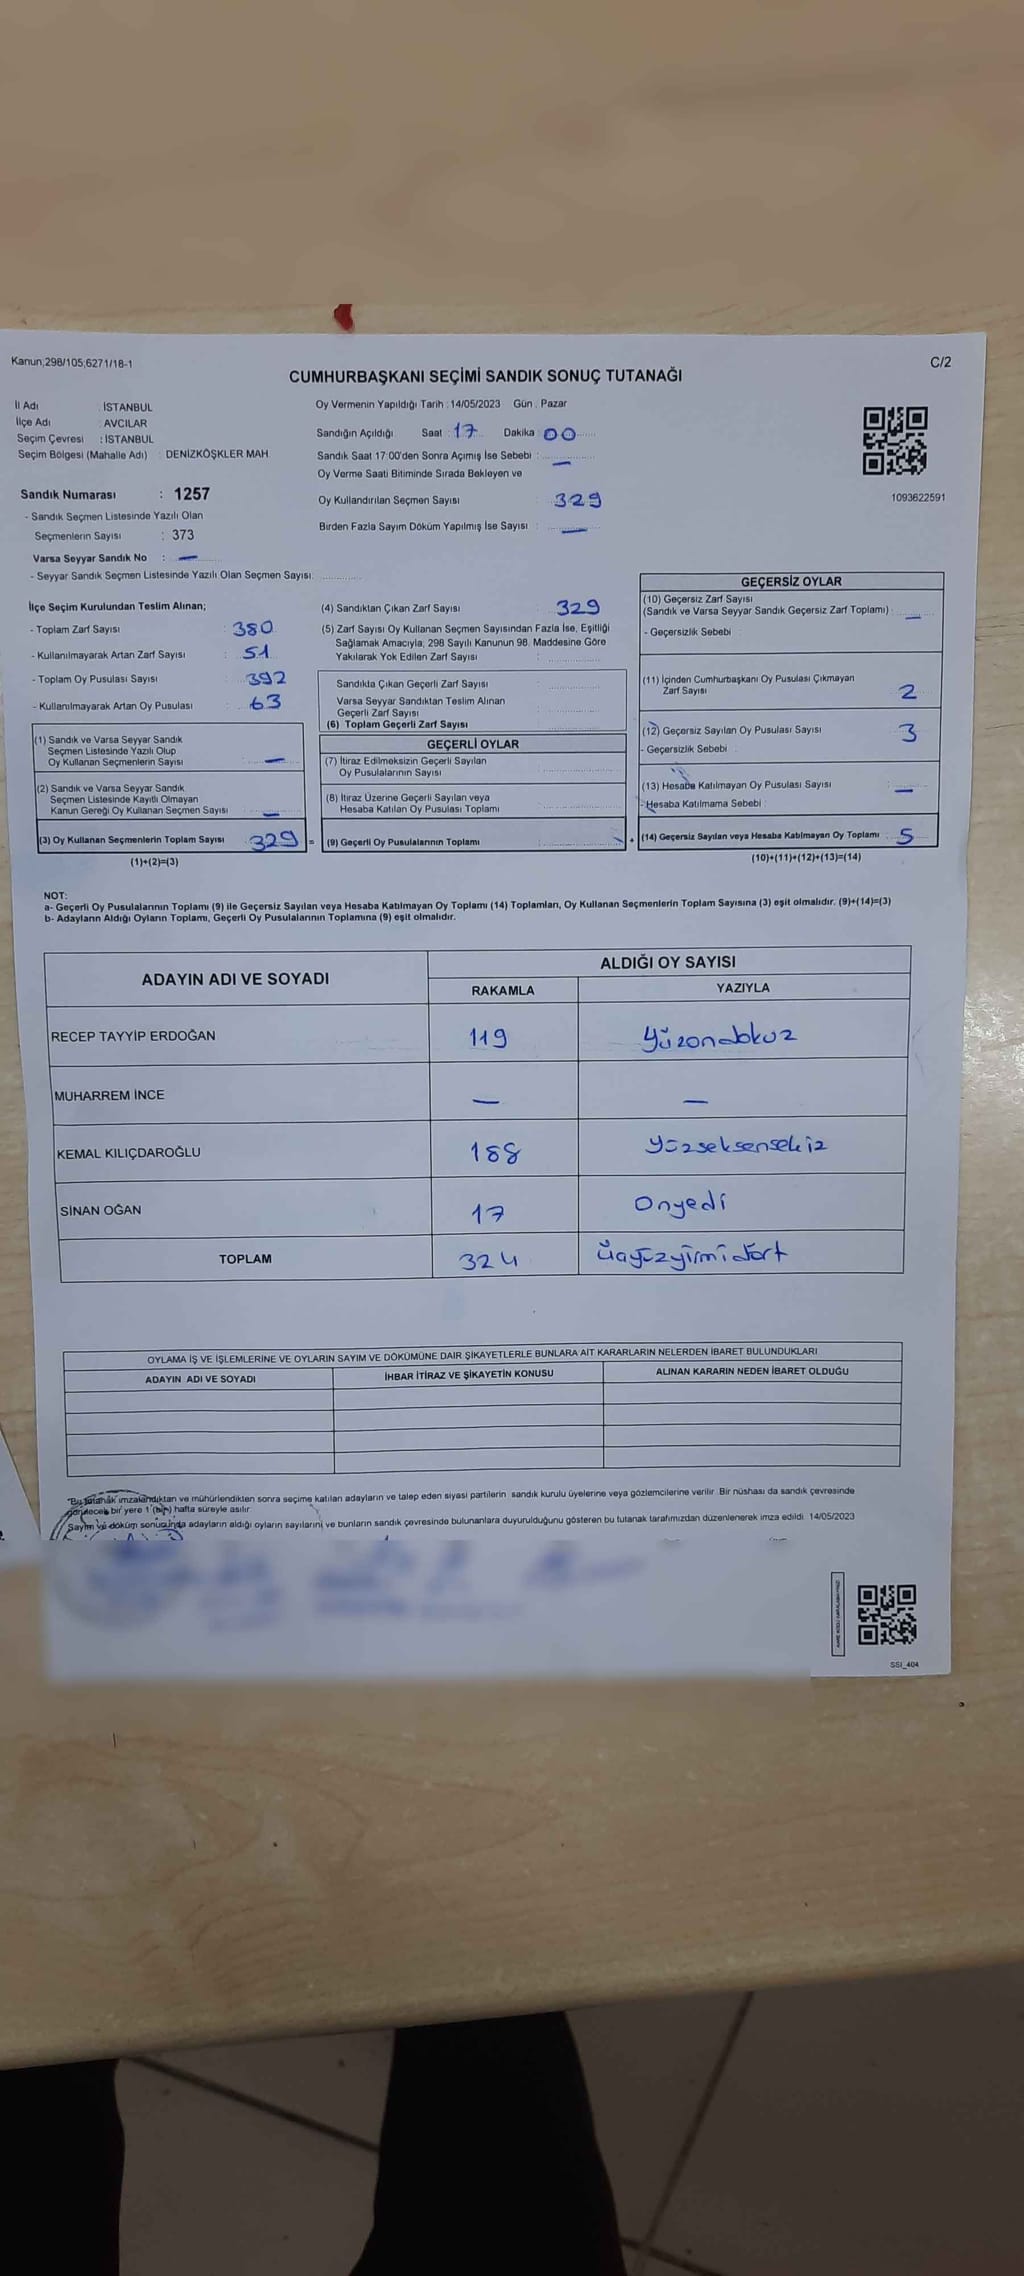 Kanun;298/105;6271/18-1
C/2
CUMHURBAŞKANI SEÇİMİ SANDIK SONUÇ TUTANAĞI
İl Adı : İSTANBUL
İlçe Adı : AVCILAR
Seçim Çevresi : İSTANBUL
Seçim Bölgesi (Mahalle Adı) : DENİZKÖŞKLER MAH
Sandık Numarası : 1257
- Sandık Seçmen Listesinde Yazılı Olan
Seçmenlerin Sayısı : 373
Varsa Seyyar Sandık No : —
- Seyyar Sandık Seçmen Listesinde Yazılı Olan Seçmen Sayısı:
Oy Vermenin Yapıldığı Tarih : 14/05/2023 Gün : Pazar
Sandığın Açıldığı Saat : 17 Dakika : 00
Sandık Saat 17:00'den Sonra Açımış İse Sebebi : —
Oy Verme Saati Bitiminde Sırada Bekleyen ve
Oy Kullandırılan Seçmen Sayısı : 329
Birden Fazla Sayım Döküm Yapılmış İse Sayısı : —
1093622591
İlçe Seçim Kurulundan Teslim Alınan;
- Toplam Zarf Sayısı : 380
- Kullanılmayarak Artan Zarf Sayısı : 51
- Toplam Oy Pusulası Sayısı : 392
- Kullanılmayarak Artan Oy Pusulası : 63
(1) Sandık ve Varsa Seyyar Sandık
Seçmen Listesinde Yazılı Olup
Oy Kullanan Seçmenlerin Sayısı : —
(2) Sandık ve Varsa Seyyar Sandık
Seçmen Listesinde Kayıtlı Olmayan
Kanun Gereği Oy Kullanan Seçmen Sayısı : —
(3) Oy Kullanan Seçmenlerin Toplam Sayısı : 329 =
(1)+(2)=(3)
(4) Sandıktan Çıkan Zarf Sayısı : 329
(5) Zarf Sayısı Oy Kullanan Seçmen Sayısından Fazla İse, Eşitliği
Sağlamak Amacıyla, 298 Sayılı Kanunun 98. Maddesine Göre
Yakılarak Yok Edilen Zarf Sayısı :
Sandıkta Çıkan Geçerli Zarf Sayısı :
Varsa Seyyar Sandıktan Teslim Alınan
Geçerli Zarf Sayısı :
(6) Toplam Geçerli Zarf Sayısı :
GEÇERLİ OYLAR
(7) İtiraz Edilmeksizin Geçerli Sayılan
Oy Pusulalarının Sayısı :
(8) İtiraz Üzerine Geçerli Sayılan veya
Hesaba Katılan Oy Pusulası Toplamı :
(9) Geçerli Oy Pusulalarının Toplamı : +
GEÇERSİZ OYLAR
(10) Geçersiz Zarf Sayısı
(Sandık ve Varsa Seyyar Sandık Geçersiz Zarf Toplamı) : —
- Geçersizlik Sebebi :
(11) İçinden Cumhurbaşkanı Oy Pusulası Çıkmayan
Zarf Sayısı : 2
(12) Geçersiz Sayılan Oy Pusulası Sayısı : 3
- Geçersizlik Sebebi :
(13) Hesaba Katılmayan Oy Pusulası Sayısı : —
- Hesaba Katılmama Sebebi :
(14) Geçersiz Sayılan veya Hesaba Katılmayan Oy Toplamı : 5
(10)+(11)+(12)+(13)=(14)
NOT:
a- Geçerli Oy Pusulalarının Toplamı (9) ile Geçersiz Sayılan veya Hesaba Katılmayan Oy Toplamı (14) Toplamları, Oy Kullanan Seçmenlerin Toplam Sayısına (3) eşit olmalıdır. (9)+(14)=(3)
b- Adayların Aldığı Oyların Toplamı, Geçerli Oy Pusulalarının Toplamına (9) eşit olmalıdır.
ADAYIN ADI VE SOYADI ALDIĞI OY SAYISI
RAKAMLA YAZIYLA
RECEP TAYYİP ERDOĞAN 119 Yüzondokuz
MUHARREM İNCE — —
KEMAL KILIÇDAROĞLU 188 Yüzseksensekiz
SİNAN OĞAN 17 Onyedi
TOPLAM 324 üçyüzyirmidört
OYLAMA İŞ VE İŞLEMLERİNE VE OYLARIN SAYIM VE DÖKÜMÜNE DAİR ŞİKAYETLERLE BUNLARA AİT KARARLARIN NELERDEN İBARET BULUNDUKLARI
ADAYIN ADI VE SOYADI İHBAR İTİRAZ VE ŞİKAYETİN KONUSU ALINAN KARARIN NEDEN İBARET OLDUĞU
"Bu tutanak imzalandıktan ve mühürlendikten sonra seçime katılan adayların ve talep eden siyasi partilerin sandık kurulu üyelerine veya gözlemcilerine verilir. Bir nüshası da sandık çevresinde
görülecek bir yere 1 (bir) hafta süreyle asılır.
Sayım ve döküm sonucunda adayların aldığı oyların sayılarını ve bunların sandık çevresinde bulunanlara duyurulduğunu gösteren bu tutanak tarafımızdan düzenlenerek imza edildi. 14/05/2023
SSI_404